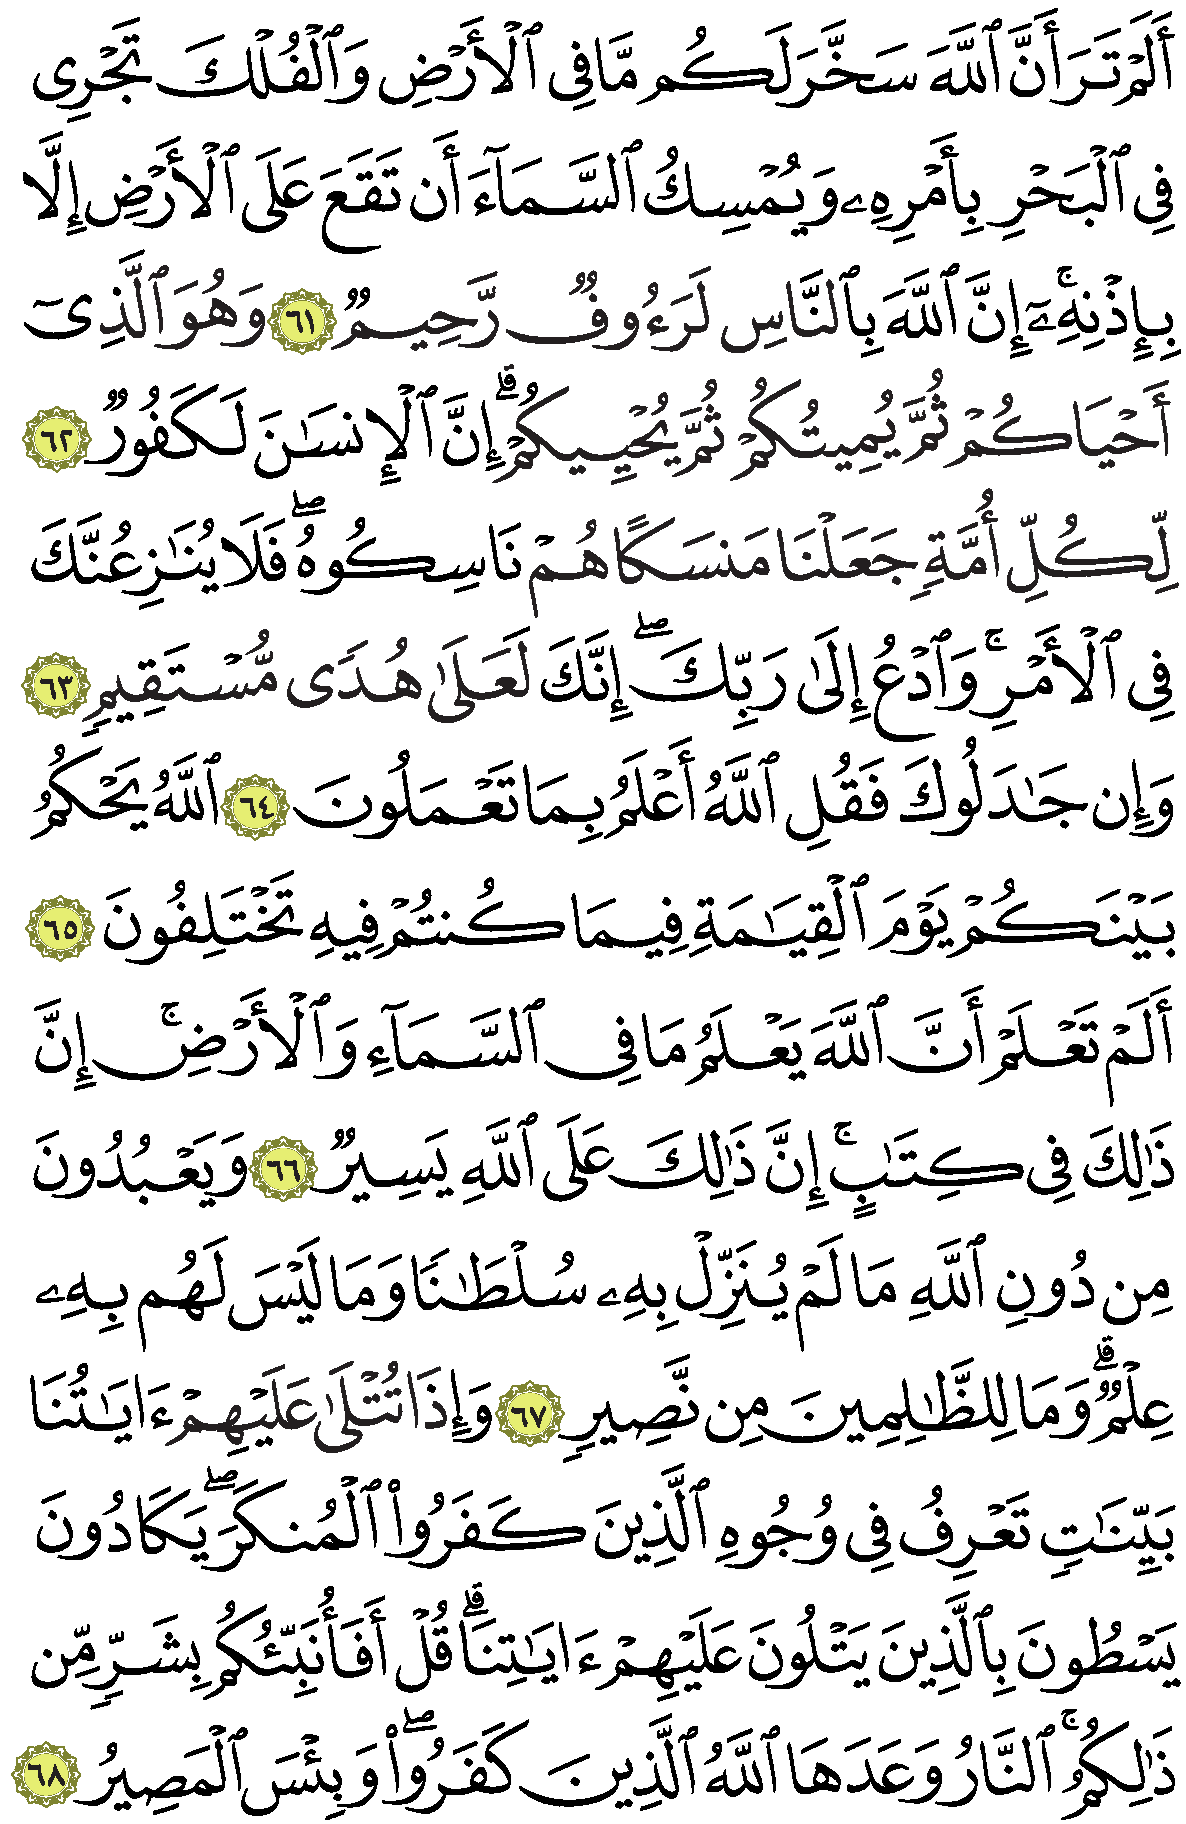 أَلَمۡ تَرَ أَنَّ ٱللَّهَ سَخَّرَ لَكُم مَّا فِي ٱلۡأَرۡضِ وَٱلۡفُلۡكَ تَجۡرِي
فِي ٱلۡبَحۡرِ بِأَمۡرِهِۦ وَيُمۡسِكُ ٱلسَّمَآءَ أَن تَقَعَ عَلَى ٱلۡأَرۡضِ إِلَّا
بِإِذۡنِهِۦٓۚ إِنَّ ٱللَّهَ بِٱلنَّاسِ لَرَءُوفٞ رَّحِيمٞ ٦١ وَهُوَ ٱلَّذِيٓ
أَحۡيَاكُمۡ ثُمَّ يُمِيتُكُمۡ ثُمَّ يُحۡيِيكُمۡۗ إِنَّ ٱلۡإِنسَٰنَ لَكَفُورٞ ٦٢
لِّكُلِّ أُمَّةٖ جَعَلۡنَا مَنسَكًا هُمۡ نَاسِكُوهُۖ فَلَا يُنَٰزِعُنَّكَ
فِي ٱلۡأَمۡرِۚ وَٱدۡعُ إِلَىٰ رَبِّكَۖ إِنَّكَ لَعَلَىٰ هُدٗى مُّسۡتَقِيمٖ ٦٣
وَإِن جَٰدَلُوكَ فَقُلِ ٱللَّهُ أَعۡلَمُ بِمَا تَعۡمَلُونَ ٦٤ ٱللَّهُ يَحۡكُمُ
بَيۡنَكُمۡ يَوۡمَ ٱلۡقِيَٰمَةِ فِيمَا كُنتُمۡ فِيهِ تَخۡتَلِفُونَ ٦٥
أَلَمۡ تَعۡلَمۡ أَنَّ ٱللَّهَ يَعۡلَمُ مَا فِي ٱلسَّمَآءِ وَٱلۡأَرۡضِۚ إِنَّ
ذَٰلِكَ فِي كِتَٰبٍۚ إِنَّ ذَٰلِكَ عَلَى ٱللَّهِ يَسِيرٞ ٦٦ وَيَعۡبُدُونَ
مِن دُونِ ٱللَّهِ مَا لَمۡ يُنَزِّلۡ بِهِۦ سُلۡطَٰنٗا وَمَا لَيۡسَ لَهُم بِهِۦ
عِلۡمٞۗ وَمَا لِلظَّٰلِمِينَ مِن نَّصِيرٖ ٦٧ وَإِذَا تُتۡلَىٰ عَلَيۡهِمۡ ءَايَٰتُنَا
بَيِّنَٰتٖ تَعۡرِفُ فِي وُجُوهِ ٱلَّذِينَ كَفَرُواْ ٱلۡمُنكَرَۖ يَكَادُونَ
يَسۡطُونَ بِٱلَّذِينَ يَتۡلُونَ عَلَيۡهِمۡ ءَايَٰتِنَاۗ قُلۡ أَفَأُنَبِّئُكُم بِشَرّٖ مِّن
ذَٰلِكُمُۚ ٱلنَّارُ وَعَدَهَا ٱللَّهُ ٱلَّذِينَ كَفَرُواْۖ وَبِئۡسَ ٱلۡمَصِيرُ ٦٨